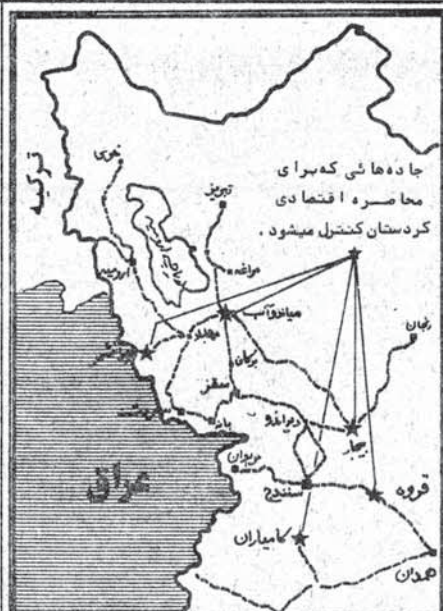 جاده‌هائی که برای
محاصره اقتصادی
کردستان کنترل میشود .
ترکیه
خوی
تبریز
ارومیه
مراغه
میاندوآب
مهاباد
زنجان
بوکان
سقز
بانه
دیواندره
بیجار
مریوان
سنندج
قروه
عراق
کامیاران
همدان